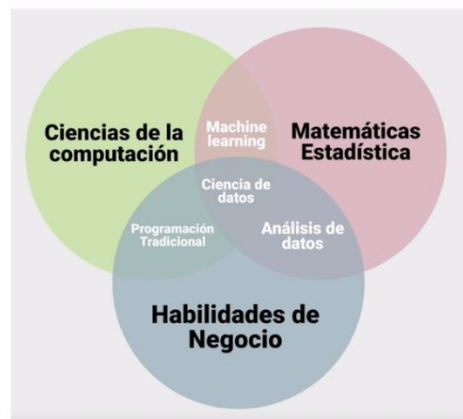 Ciencias de la
computación
Machine
learning
Matemáticas
Estadística
Ciencia de
datos
Programación
Tradicional
Análisis de
datos
Habilidades de
Negocio